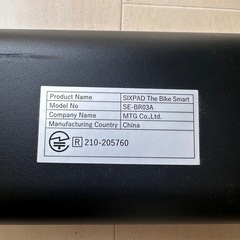 Product Name SIXPAD The Bike Smart
Model No SE-BR03A
Company Name MTG Co.,Ltd.
Manufacturing Country China
R 210-205760